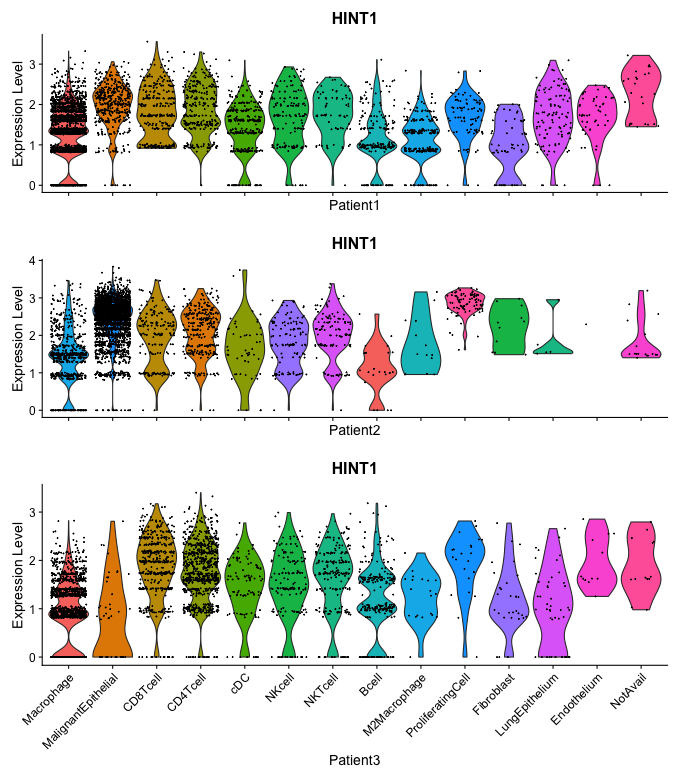 HINT1
Expression Level
3
2
1
0
Patient1
HINT1
Expression Level
4
3
2
1
0
Patient2
HINT1
Expression Level
3
2
1
0
Macrophage
MalignantEpithelial
CD8Tcell
CD4Tcell
cDC
NKcell
NKTcell
Bcell
M2Macrophage
ProliferatingCell
Fibroblast
LungEpithelium
Endothelium
NotAvail
Patient3